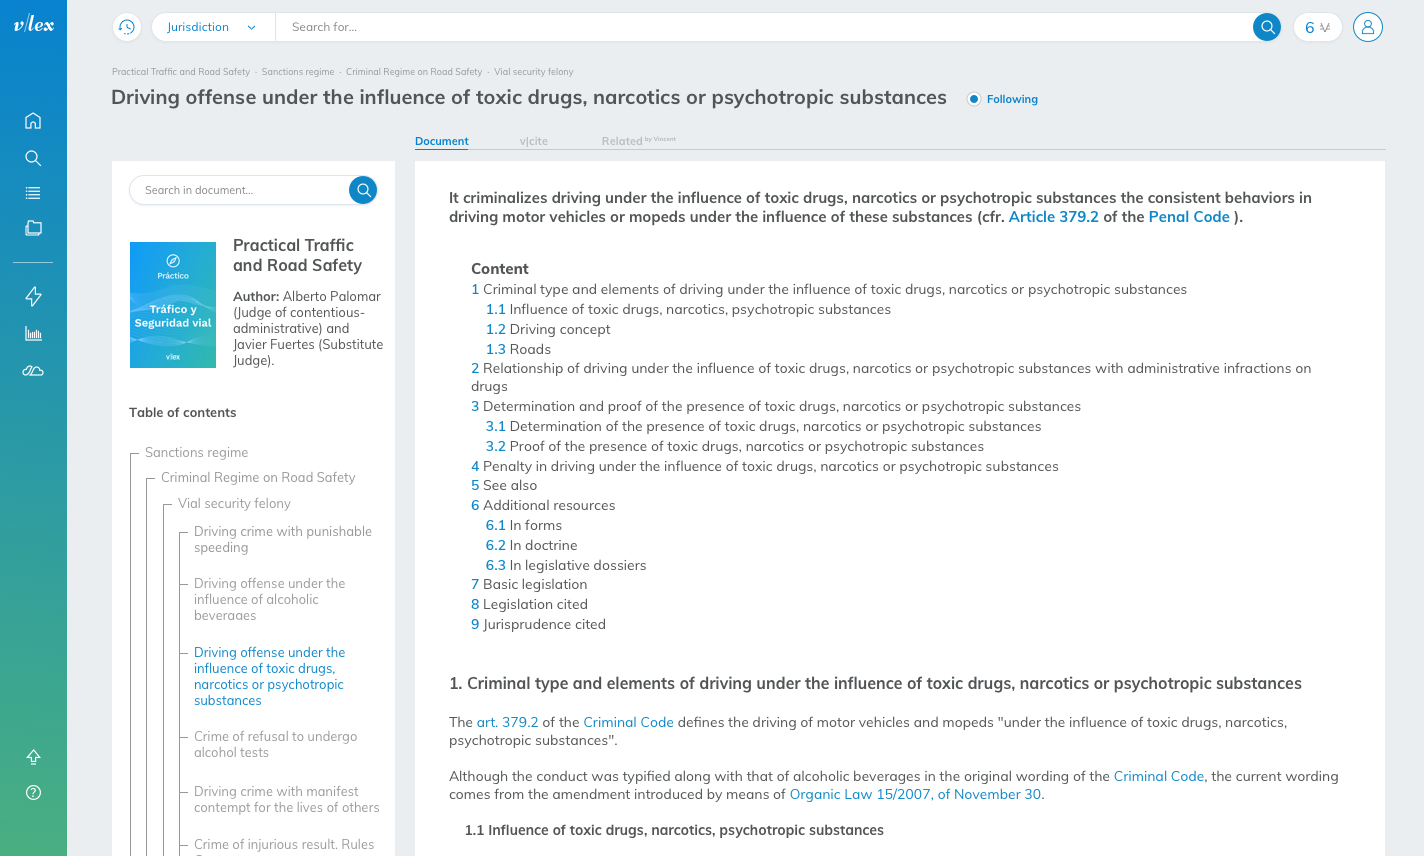 v|lex
Jurisdiction
Search for...
6
Practical Traffic and Road Safety · Sanctions regime · Criminal Regime on Road Safety · Vial security felony
Driving offense under the influence of toxic drugs, narcotics or psychotropic substances
Following
Document
v|cite
Related by Vincent
Search in document...
Práctico
Tráfico y
Seguridad vial
v|lex
Practical Traffic
and Road Safety
Author: Alberto Palomar
(Judge of contentious-
administrative) and
Javier Fuertes (Substitute
Judge).
Table of contents
Sanctions regime
Criminal Regime on Road Safety
Vial security felony
Driving crime with punishable
speeding
Driving offense under the
influence of alcoholic
beverages
Driving offense under the
influence of toxic drugs,
narcotics or psychotropic
substances
Crime of refusal to undergo
alcohol tests
Driving crime with manifest
contempt for the lives of others
Crime of injurious result. Rules
It criminalizes driving under the influence of toxic drugs, narcotics or psychotropic substances the consistent behaviors in
driving motor vehicles or mopeds under the influence of these substances (cfr. Article 379.2 of the Penal Code ).
Content
1 Criminal type and elements of driving under the influence of toxic drugs, narcotics or psychotropic substances
1.1 Influence of toxic drugs, narcotics, psychotropic substances
1.2 Driving concept
1.3 Roads
2 Relationship of driving under the influence of toxic drugs, narcotics or psychotropic substances with administrative infractions on
drugs
3 Determination and proof of the presence of toxic drugs, narcotics or psychotropic substances
3.1 Determination of the presence of toxic drugs, narcotics or psychotropic substances
3.2 Proof of the presence of toxic drugs, narcotics or psychotropic substances
4 Penalty in driving under the influence of toxic drugs, narcotics or psychotropic substances
5 See also
6 Additional resources
6.1 In forms
6.2 In doctrine
6.3 In legislative dossiers
7 Basic legislation
8 Legislation cited
9 Jurisprudence cited
1. Criminal type and elements of driving under the influence of toxic drugs, narcotics or psychotropic substances
The art. 379.2 of the Criminal Code defines the driving of motor vehicles and mopeds "under the influence of toxic drugs, narcotics,
psychotropic substances".
Although the conduct was typified along with that of alcoholic beverages in the original wording of the Criminal Code, the current wording
comes from the amendment introduced by means of Organic Law 15/2007, of November 30.
1.1 Influence of toxic drugs, narcotics, psychotropic substances